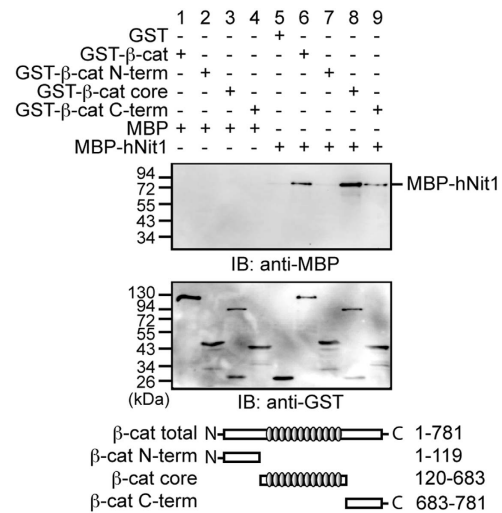 1 2 3 4 5 6 7 8 9
GST - - - - + - - - -
GST-β-cat + - - - - + - - -
GST-β-cat N-term - + - - - - + - -
GST-β-cat core - - + - - - - + -
GST-β-cat C-term - - - + - - - - +
MBP + + + + - - - - -
MBP-hNit1 - - - - + + + + +
94
72
55
43
34
MBP-hNit1
IB: anti-MBP
130
94
72
55
43
34
26
(kDa)
IB: anti-GST
β-cat total N C 1-781
β-cat N-term N 1-119
β-cat core 120-683
β-cat C-term C 683-781